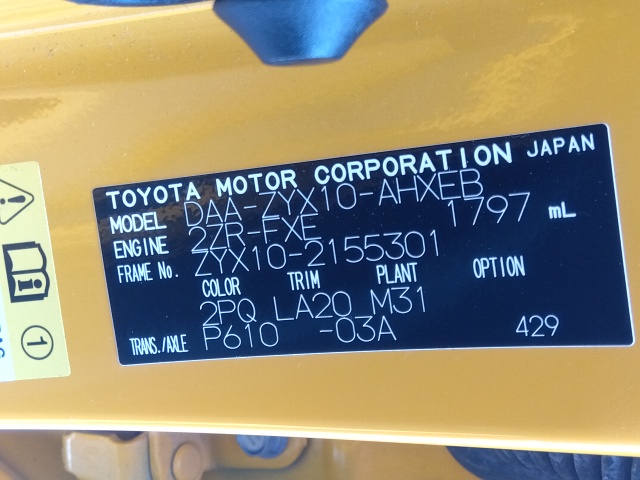 TOYOTA MOTOR CORPORATION JAPAN
MODEL DAA-ZYX10-AHXEB
ENGINE 2ZR-FXE 1797 mL
FRAME No. ZYX10-2155301
COLOR TRIM PLANT OPTION
2PQ LA20 M31
TRANS./AXLE P610 -03A 429
1